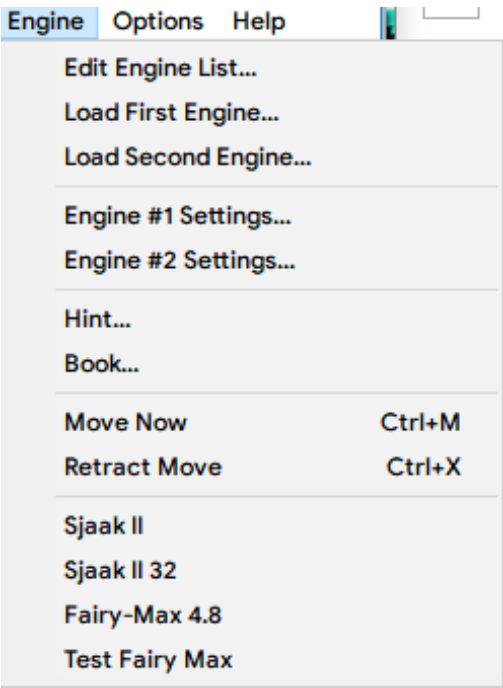 Engine Options Help
Edit Engine List...
Load First Engine...
Load Second Engine...
Engine #1 Settings...
Engine #2 Settings...
Hint...
Book...
Move Now Ctrl+M
Retract Move Ctrl+X
Sjaak II
Sjaak II 32
Fairy-Max 4.8
Test Fairy Max